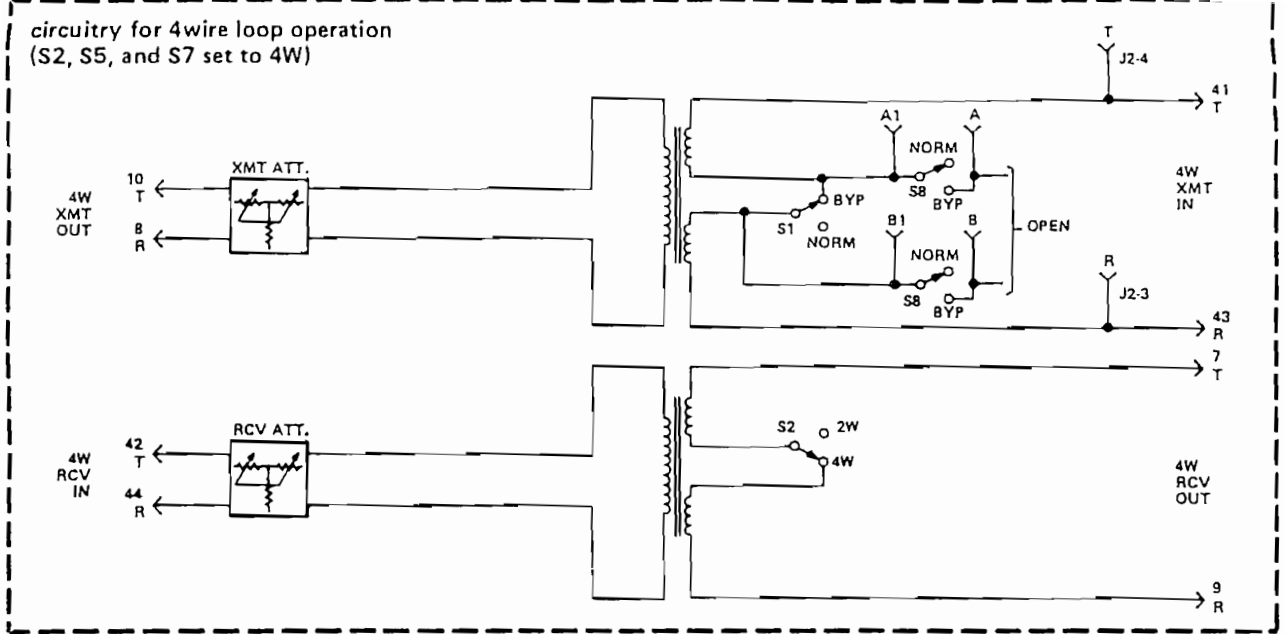 circuitry for 4wire loop operation
(S2, S5, and S7 set to 4W)
T
J2-4
41
T
A1
A
NORM
S8
BYP
XMT ATT.
10
T
4W
XMT
OUT
8
R
BYP
S1
NORM
B1
B
NORM
S8
BYP
OPEN
4W
XMT
IN
R
J2-3
43
R
7
T
RCV ATT.
42
T
4W
RCV
IN
44
R
S2
2W
4W
4W
RCV
OUT
9
R